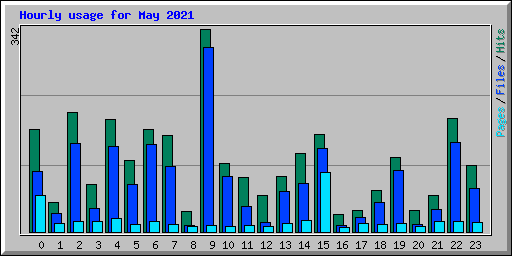 Hourly usage for May 2021
342
Pages / Files / Hits
0 1 2 3 4 5 6 7 8 9 10 11 12 13 14 15 16 17 18 19 20 21 22 23